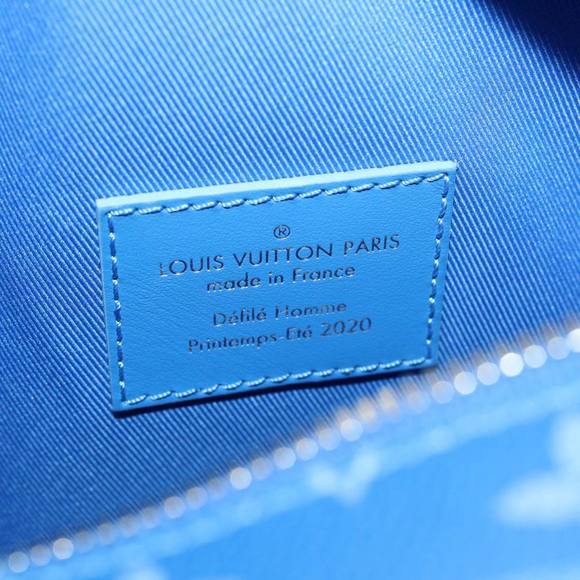 ®
LOUIS VUITTON PARIS
made in France
Défilé Homme
Printemps-Eté 2020